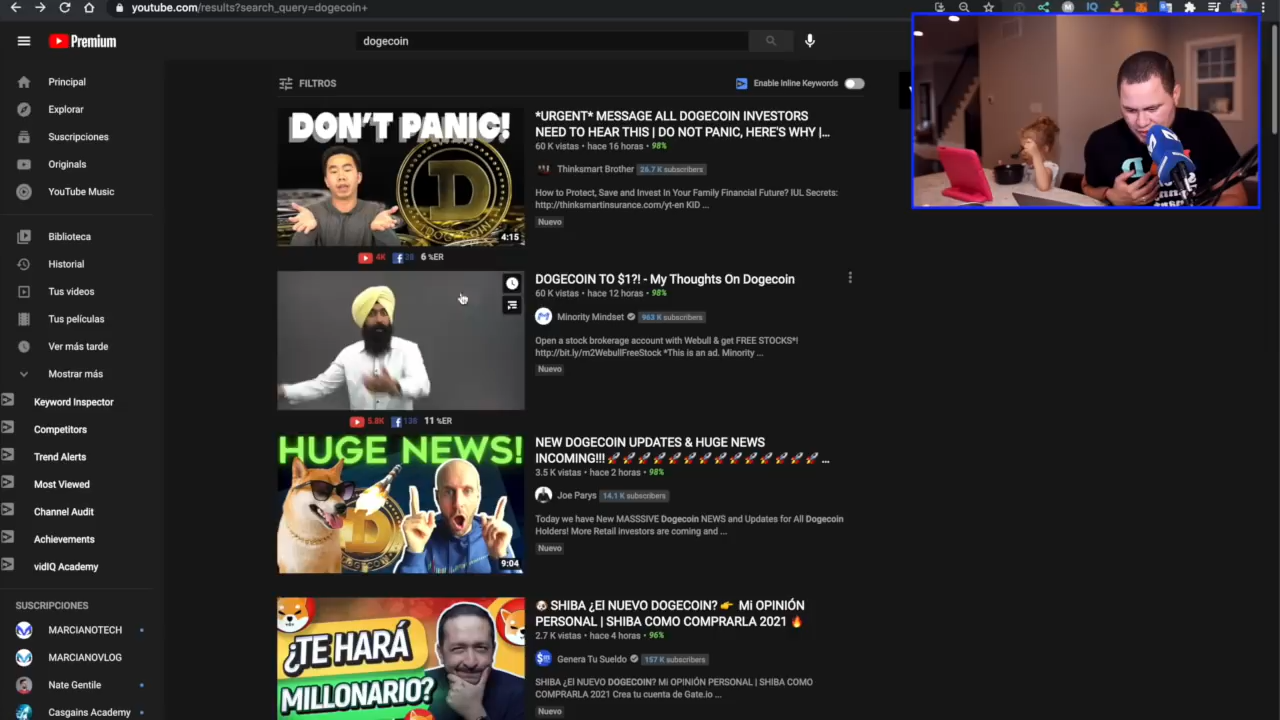 youtube.com/results?search_query=dogecoin+
Premium
dogecoin
Principal
Explorar
Suscripciones
Originals
YouTube Music
Biblioteca
Historial
Tus videos
Tus películas
Ver más tarde
Mostrar más
Keyword Inspector
Competitors
Trend Alerts
Most Viewed
Channel Audit
Achievements
vidIQ Academy
SUSCRIPCIONES
MARCIANOTECH
MARCIANOVLOG
Nate Gentile
Casgains Academy
FILTROS
Enable Inline Keywords
DON'T PANIC!
DOGECOIN
4:15
4K 38 6 %ER
*URGENT* MESSAGE ALL DOGECOIN INVESTORS
NEED TO HEAR THIS | DO NOT PANIC, HERE'S WHY |...
60 K vistas • hace 16 horas • 98%
Thinksmart Brother 26.7 K subscribers
How to Protect, Save and Invest In Your Family Financial Future? IUL Secrets:
http://thinksmartinsurance.com/yt-en KID ...
Nuevo
5.8K 138 11 %ER
DOGECOIN TO $1?! - My Thoughts On Dogecoin
60 K vistas • hace 12 horas • 98%
Minority Mindset 963 K subscribers
Open a stock brokerage account with Webull & get FREE STOCKS*!
http://bit.ly/m2WebullFreeStock *This is an ad. Minority ...
Nuevo
HUGE NEWS!
9:04
NEW DOGECOIN UPDATES & HUGE NEWS
INCOMING!!! 🚀🚀🚀🚀🚀🚀🚀🚀🚀🚀🚀🚀🚀🚀 ...
3.5 K vistas • hace 2 horas • 98%
Joe Parys 14.1 K subscribers
Today we have New MASSSIVE Dogecoin NEWS and Updates for All Dogecoin
Holders! More Retail investors are coming and ...
Nuevo
¿TE HARÁ
MILLONARIO?
🐶 SHIBA ¿El NUEVO DOGECOIN? 👉 Mi OPINIÓN
PERSONAL | SHIBA COMO COMPRARLA 2021 🔥
2.7 K vistas • hace 4 horas • 96%
Genera Tu Sueldo 157 K subscribers
SHIBA ¿El NUEVO DOGECOIN? Mi OPINIÓN PERSONAL | SHIBA COMO
COMPRARLA 2021 Crea tu cuenta de Gate.io ...
Nuevo